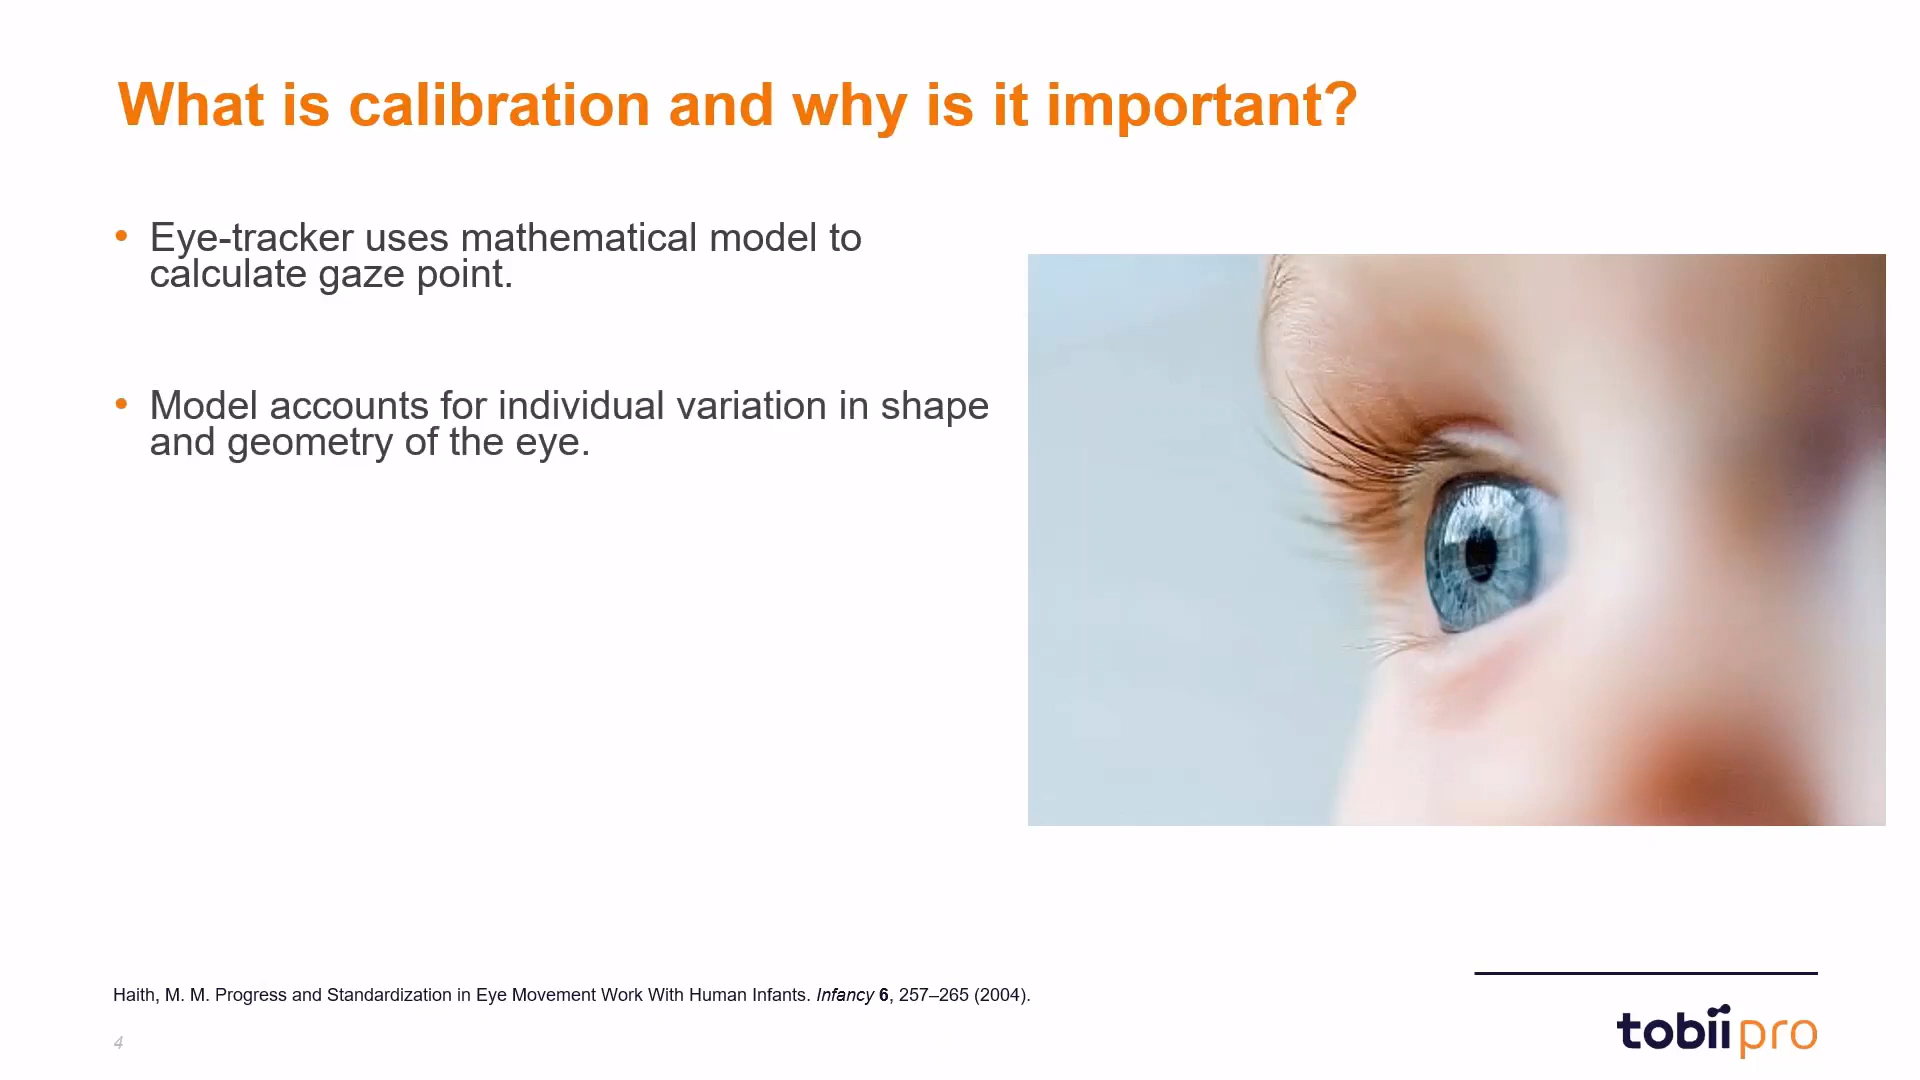 What is calibration and why is it important?
• Eye-tracker uses mathematical model to
calculate gaze point.
• Model accounts for individual variation in shape
and geometry of the eye.
Haith, M. M. Progress and Standardization in Eye Movement Work With Human Infants. Infancy 6, 257–265 (2004).
4
tobii pro